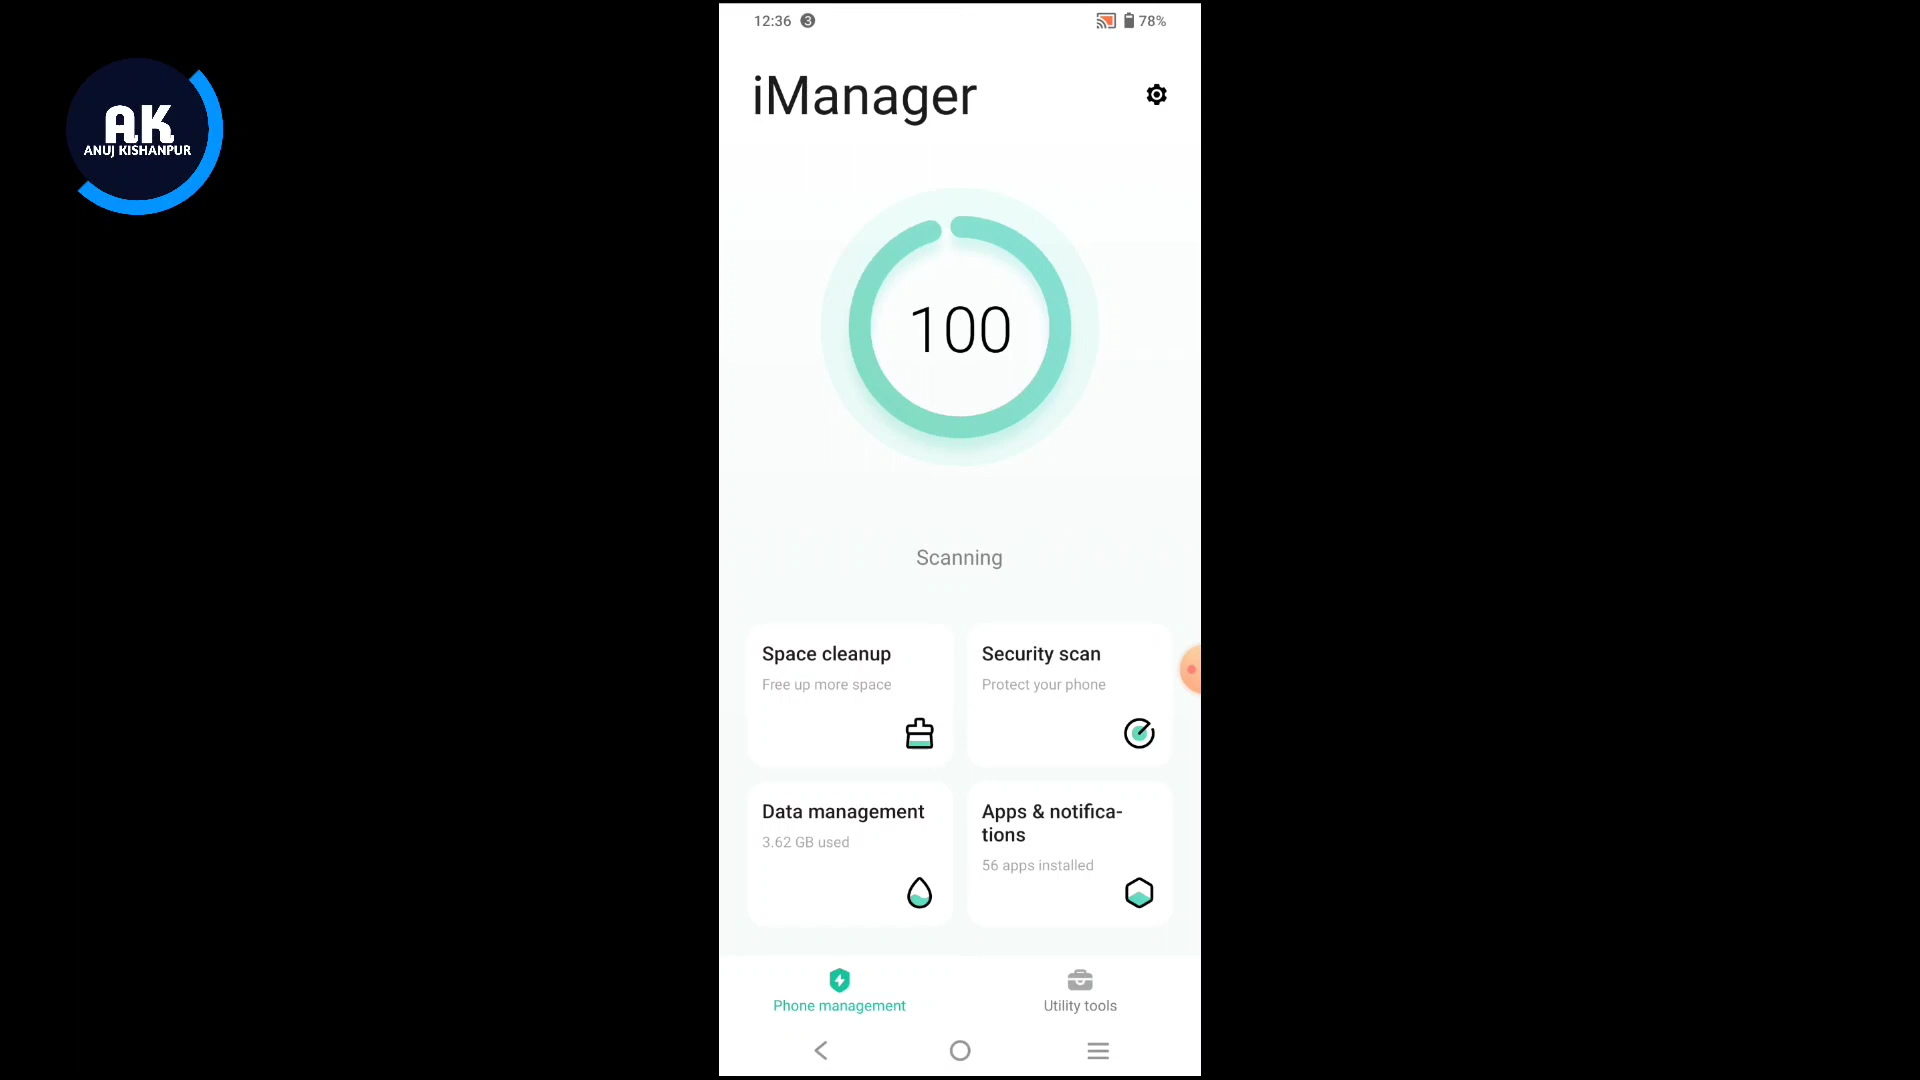 12:36 3 78%
AK
ANUJ KISHANPUR
iManager
100
Scanning
Space cleanup
Free up more space
Security scan
Protect your phone
Data management
3.62 GB used
Apps & notifica-
tions
56 apps installed
Phone management
Utility tools